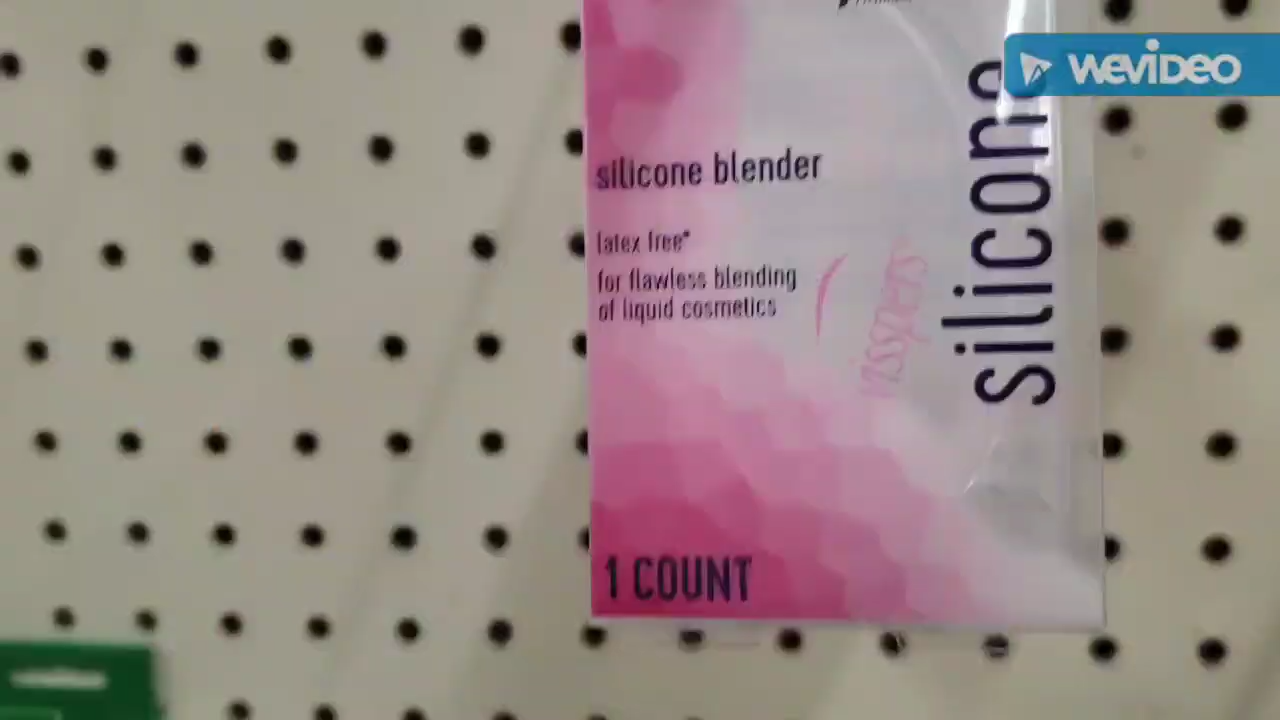 silicone blender
latex free*
for flawless blending
of liquid cosmetics
silicone
1 COUNT
WEVIDEO